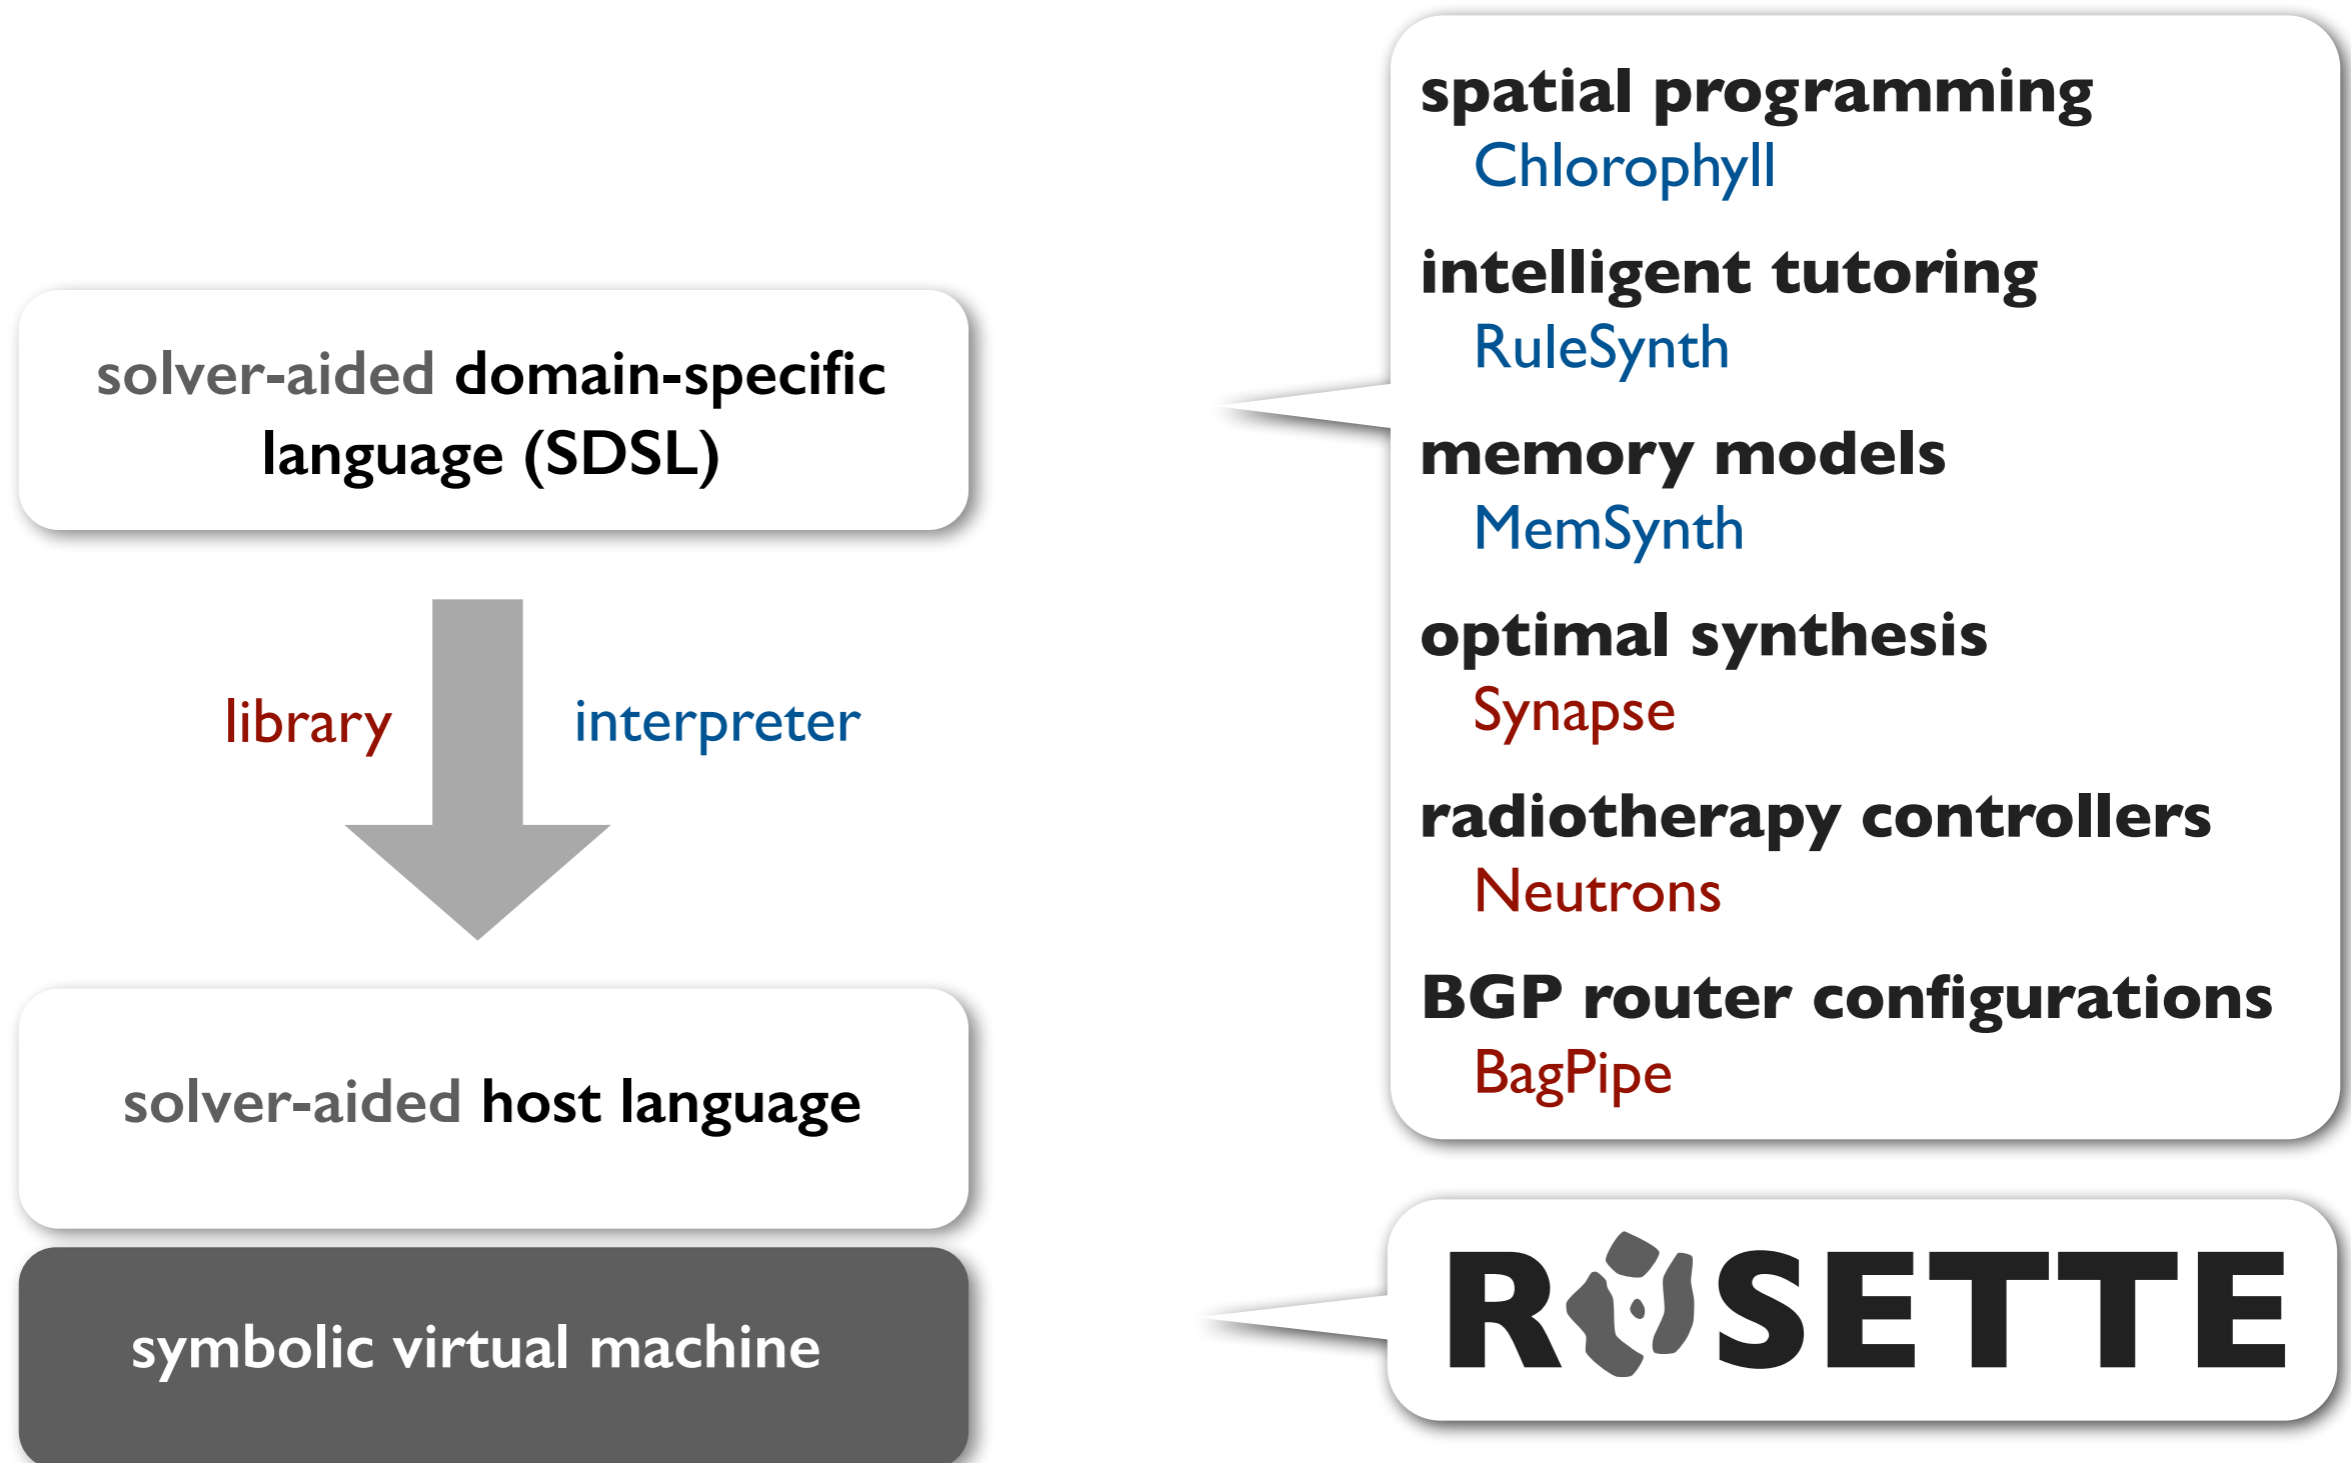 solver-aided domain-specific
language (SDSL)
library
interpreter
solver-aided host language
symbolic virtual machine
spatial programming
Chlorophyll
intelligent tutoring
RuleSynth
memory models
MemSynth
optimal synthesis
Synapse
radiotherapy controllers
Neutrons
BGP router configurations
BagPipe
ROSETTE